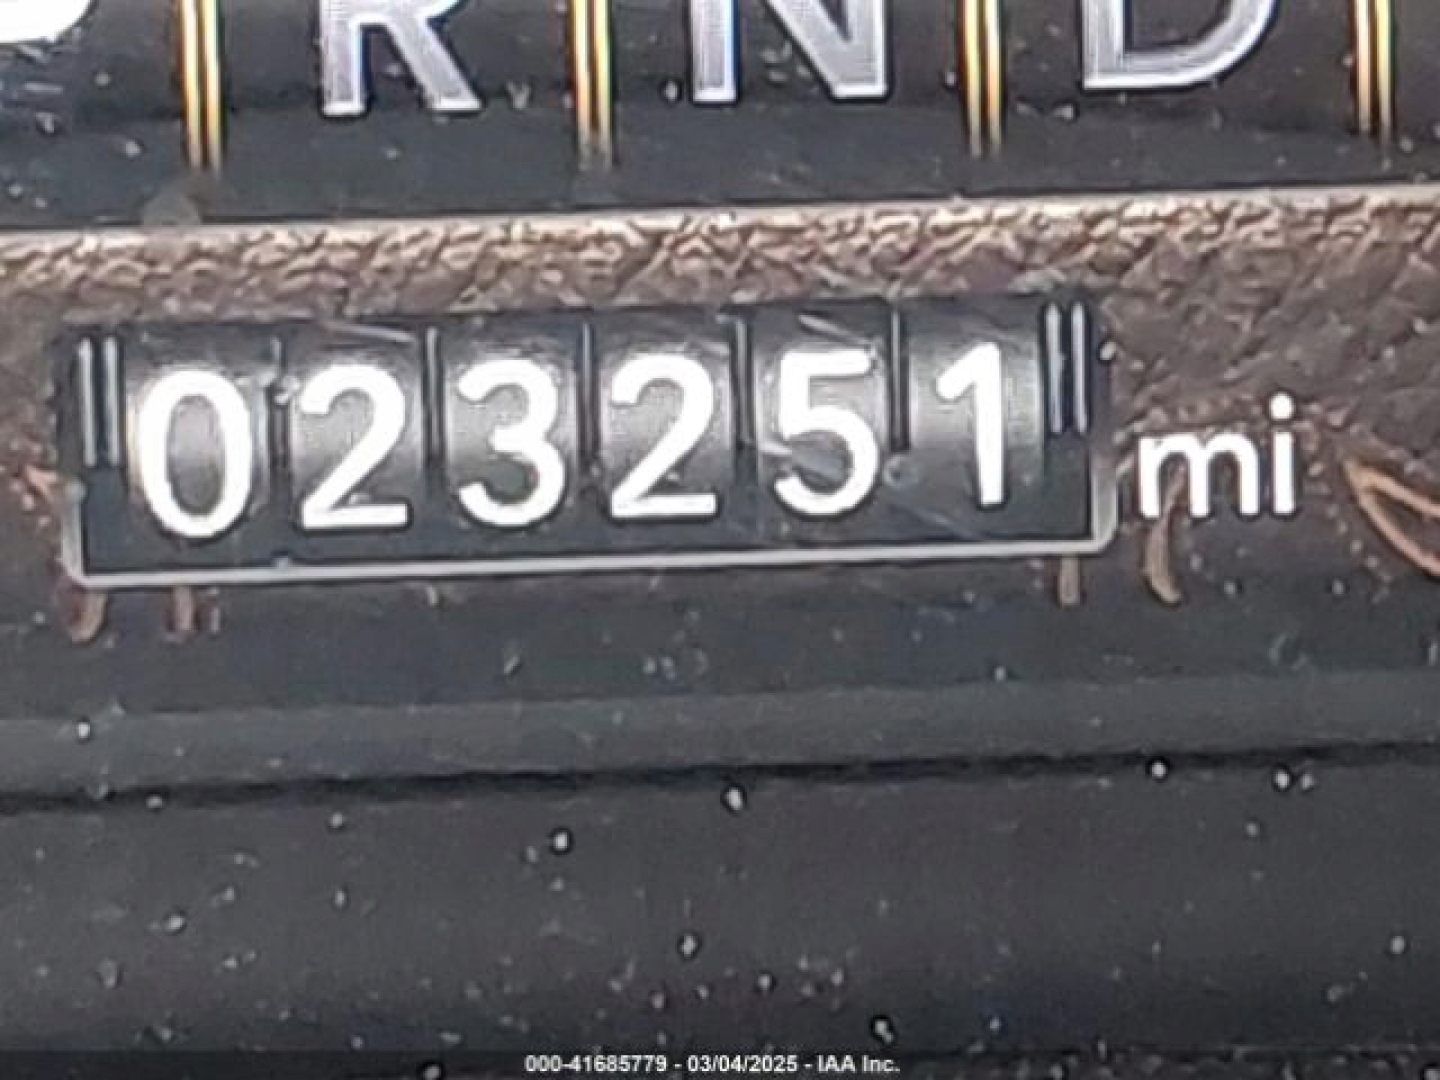 P R N D
023251 mi
000-41685779 - 03/04/2025 - IAA Inc.